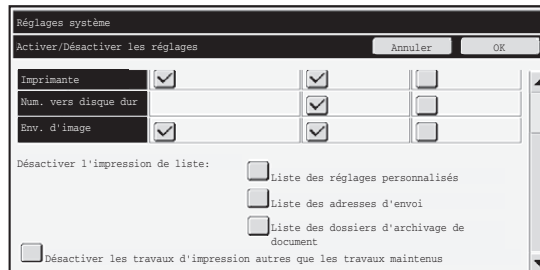 Réglages système
Activer/Désactiver les réglages
Annuler
OK
Imprimante
Num. vers disque dur
Env. d'image
Désactiver l'impression de liste:
Liste des réglages personnalisés
Liste des adresses d'envoi
Liste des dossiers d'archivage de
document
Désactiver les travaux d'impression autres que les travaux maintenus